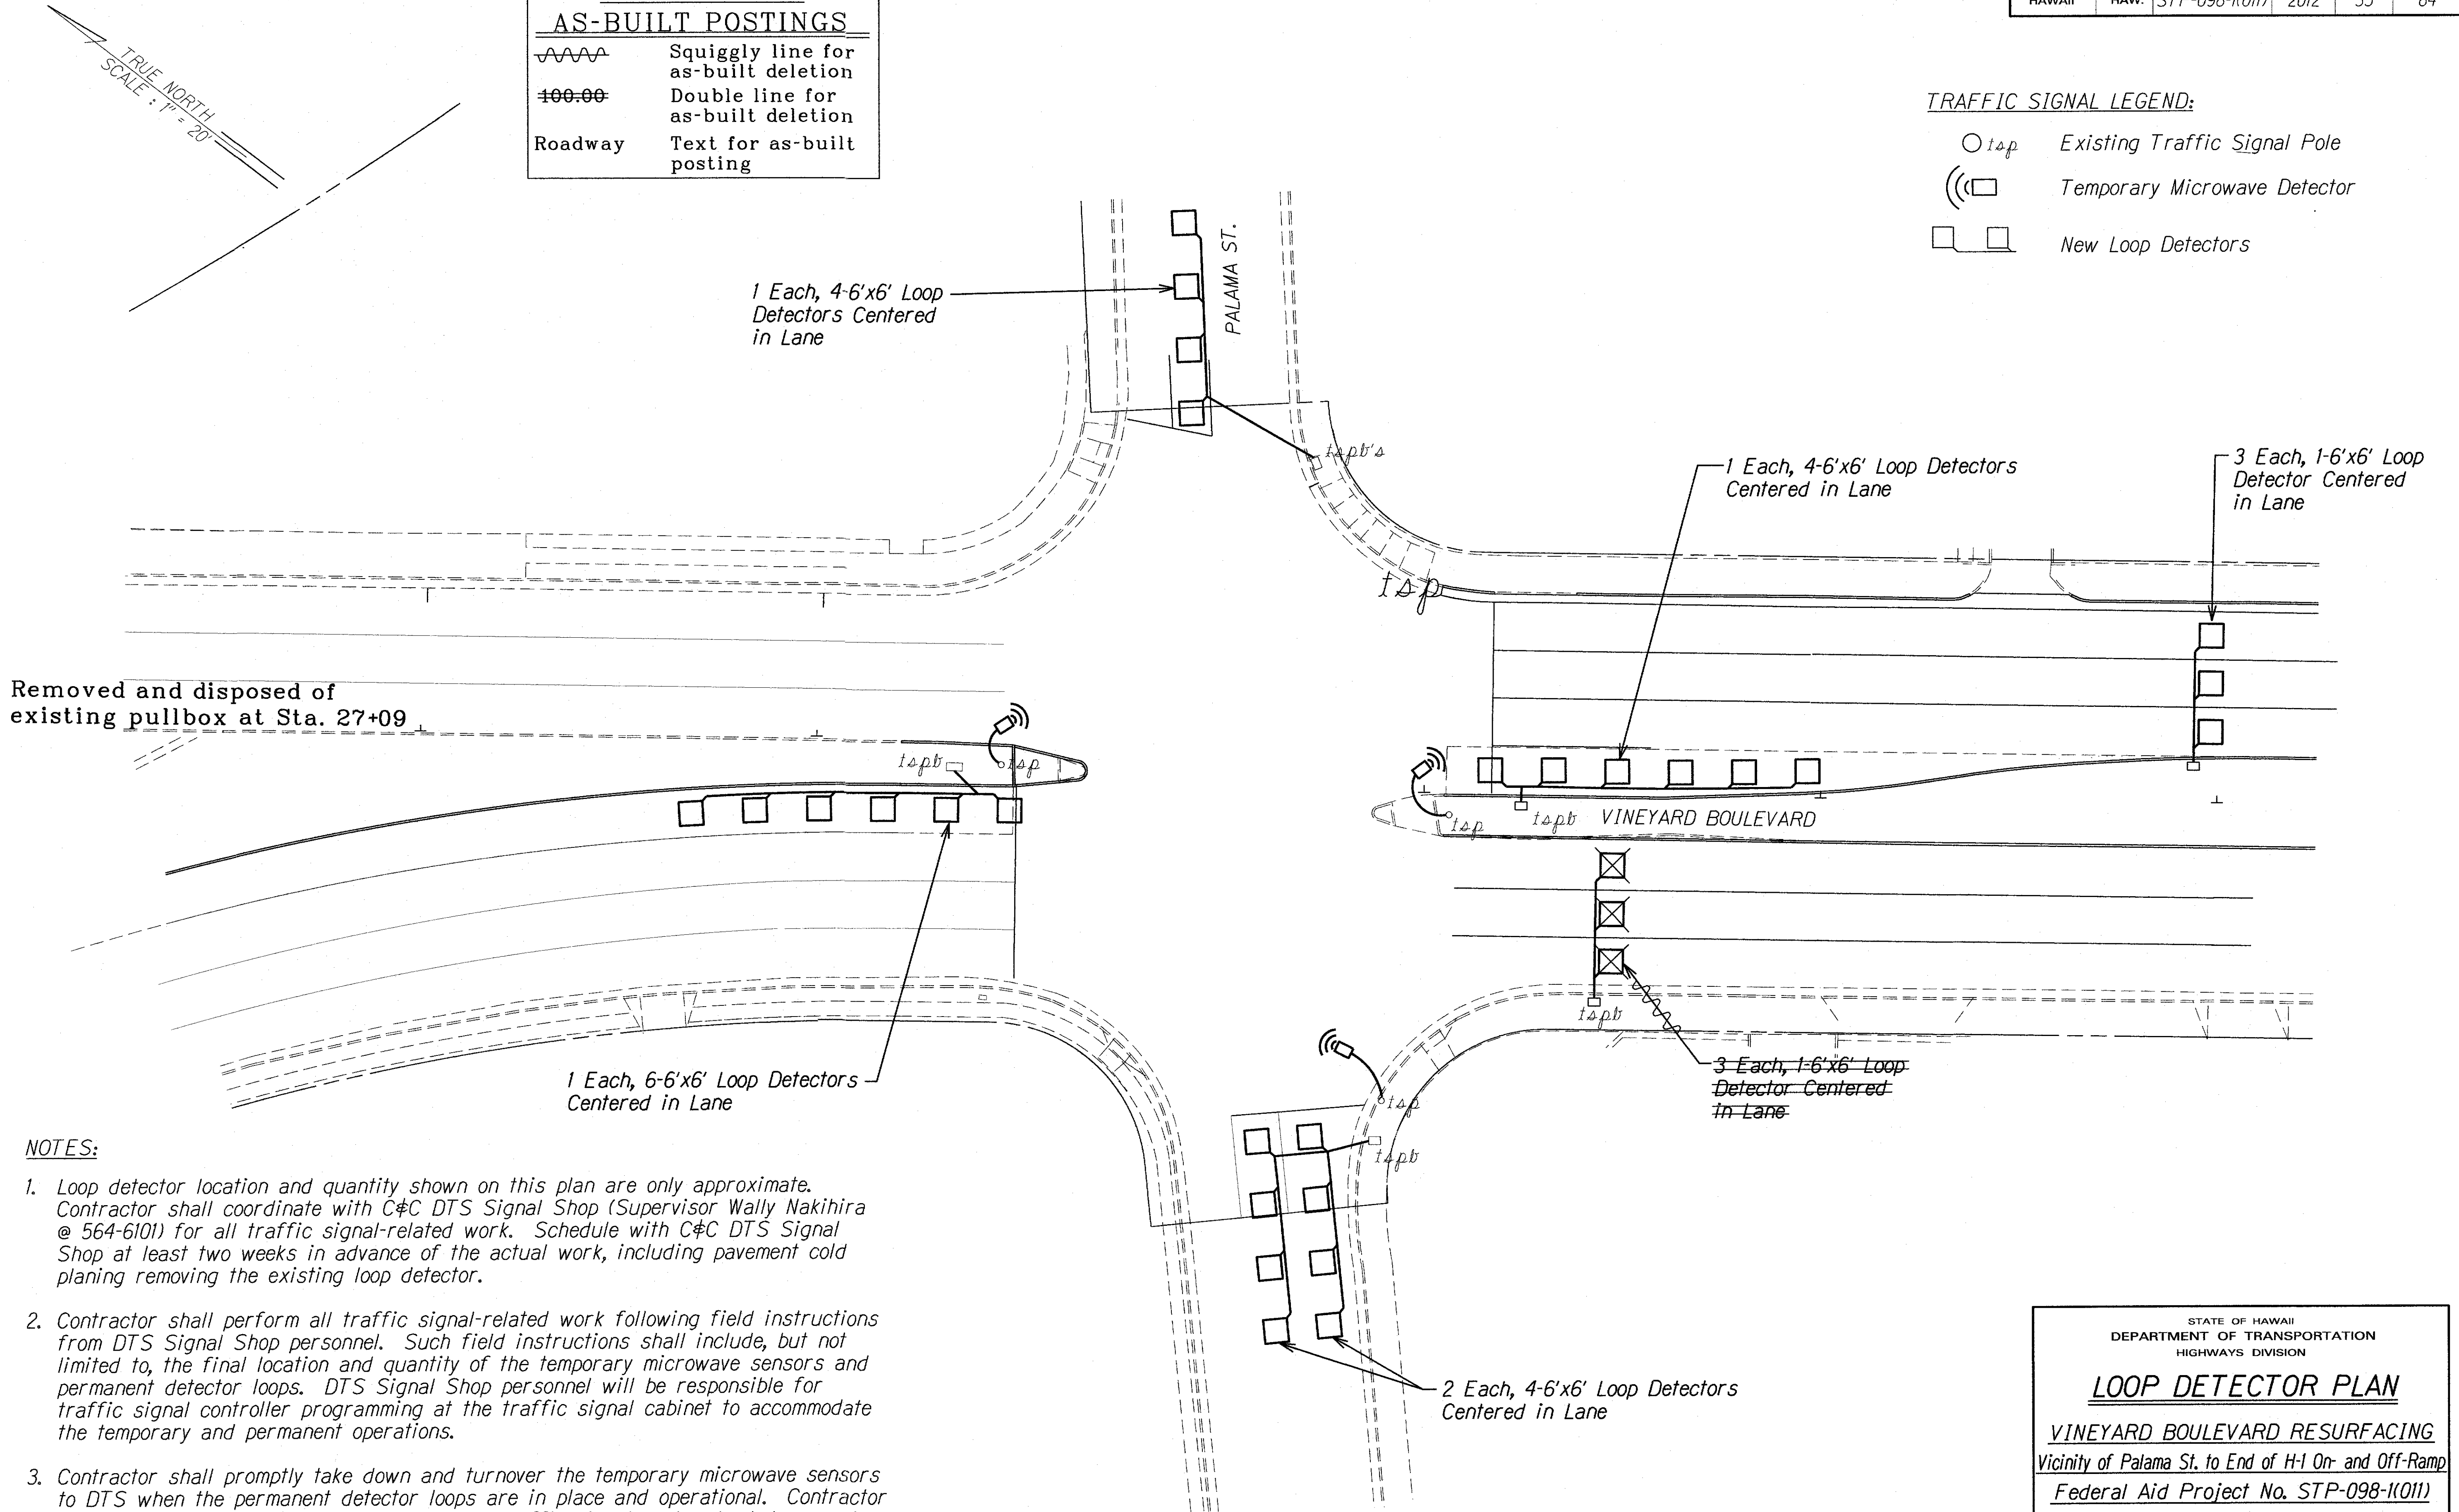 HAWAII HAW. STP-098-1(011) 2012 55 64
AS-BUILT POSTINGS
Squiggly line for
as-built deletion
100.00 Double line for
as-built deletion
Roadway Text for as-built
posting
TRUE NORTH
SCALE : 1" = 20'
TRAFFIC SIGNAL LEGEND:
tsp Existing Traffic Signal Pole
Temporary Microwave Detector
New Loop Detectors
PALAMA ST.
1 Each, 4-6'x6' Loop
Detectors Centered
in Lane
tspb's
1 Each, 4-6'x6' Loop Detectors
Centered in Lane
3 Each, 1-6'x6' Loop
Detector Centered
in Lane
tsp
Removed and disposed of
existing pullbox at Sta. 27+09
tspb
tsp
tsp
tspb
VINEYARD BOULEVARD
tspb
3 Each, 1-6'x6' Loop
Detector Centered
in Lane
1 Each, 6-6'x6' Loop Detectors
Centered in Lane
tsp
tspb
2 Each, 4-6'x6' Loop Detectors
Centered in Lane
NOTES:
1. Loop detector location and quantity shown on this plan are only approximate.
Contractor shall coordinate with C&C DTS Signal Shop (Supervisor Wally Nakihira
@ 564-6101) for all traffic signal-related work. Schedule with C&C DTS Signal
Shop at least two weeks in advance of the actual work, including pavement cold
planing removing the existing loop detector.
2. Contractor shall perform all traffic signal-related work following field instructions
from DTS Signal Shop personnel. Such field instructions shall include, but not
limited to, the final location and quantity of the temporary microwave sensors and
permanent detector loops. DTS Signal Shop personnel will be responsible for
traffic signal controller programming at the traffic signal cabinet to accommodate
the temporary and permanent operations.
3. Contractor shall promptly take down and turnover the temporary microwave sensors
to DTS when the permanent detector loops are in place and operational. Contractor
STATE OF HAWAII
DEPARTMENT OF TRANSPORTATION
HIGHWAYS DIVISION
LOOP DETECTOR PLAN
VINEYARD BOULEVARD RESURFACING
Vicinity of Palama St. to End of H-1 On- and Off-Ramp
Federal Aid Project No. STP-098-1(011)